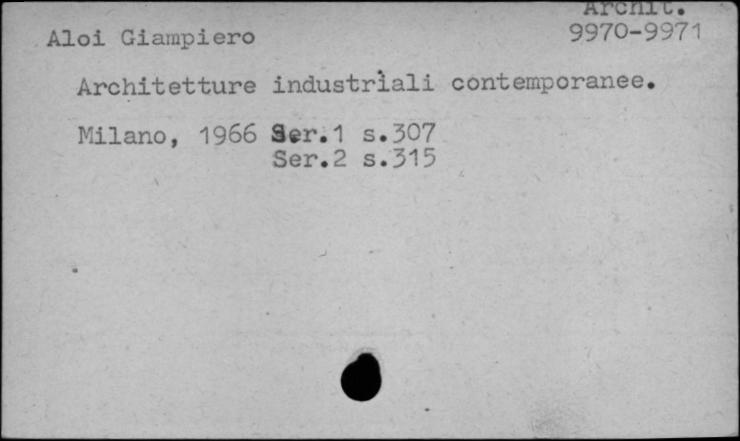 Archit.
Aloi Giampiero 9970-9971
Architetture industriali contemporanee.
Milano, 1966 Ser.1 s.307
Ser.2 s.315